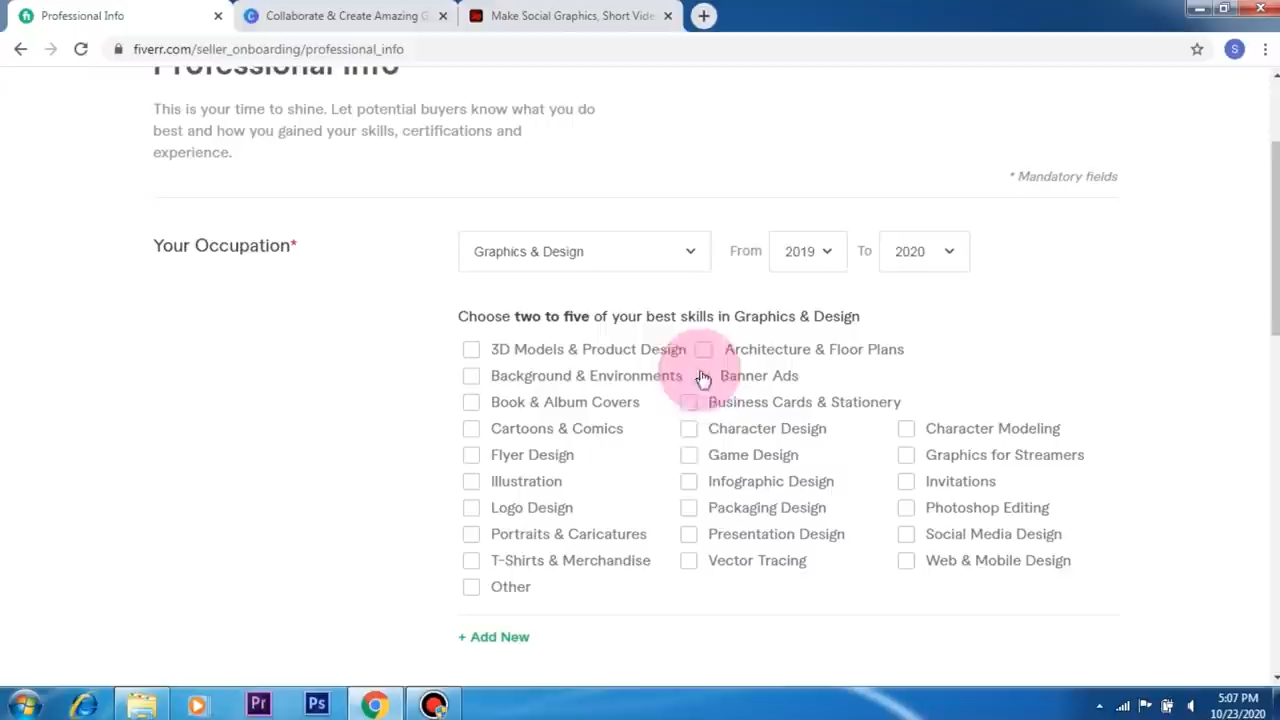 Professional Info
Collaborate & Create Amazing G
Make Social Graphics, Short Vide
fiverr.com/seller_onboarding/professional_info
S
Professional Info
This is your time to shine. Let potential buyers know what you do
best and how you gained your skills, certifications and
experience.
* Mandatory fields
Your Occupation*
Graphics & Design
From
2019
To
2020
Choose two to five of your best skills in Graphics & Design
3D Models & Product Design
Architecture & Floor Plans
Background & Environments
Banner Ads
Book & Album Covers
Business Cards & Stationery
Cartoons & Comics
Character Design
Character Modeling
Flyer Design
Game Design
Graphics for Streamers
Illustration
Infographic Design
Invitations
Logo Design
Packaging Design
Photoshop Editing
Portraits & Caricatures
Presentation Design
Social Media Design
T-Shirts & Merchandise
Vector Tracing
Web & Mobile Design
Other
+ Add New
Pr
Ps
5:07 PM
10/23/2020